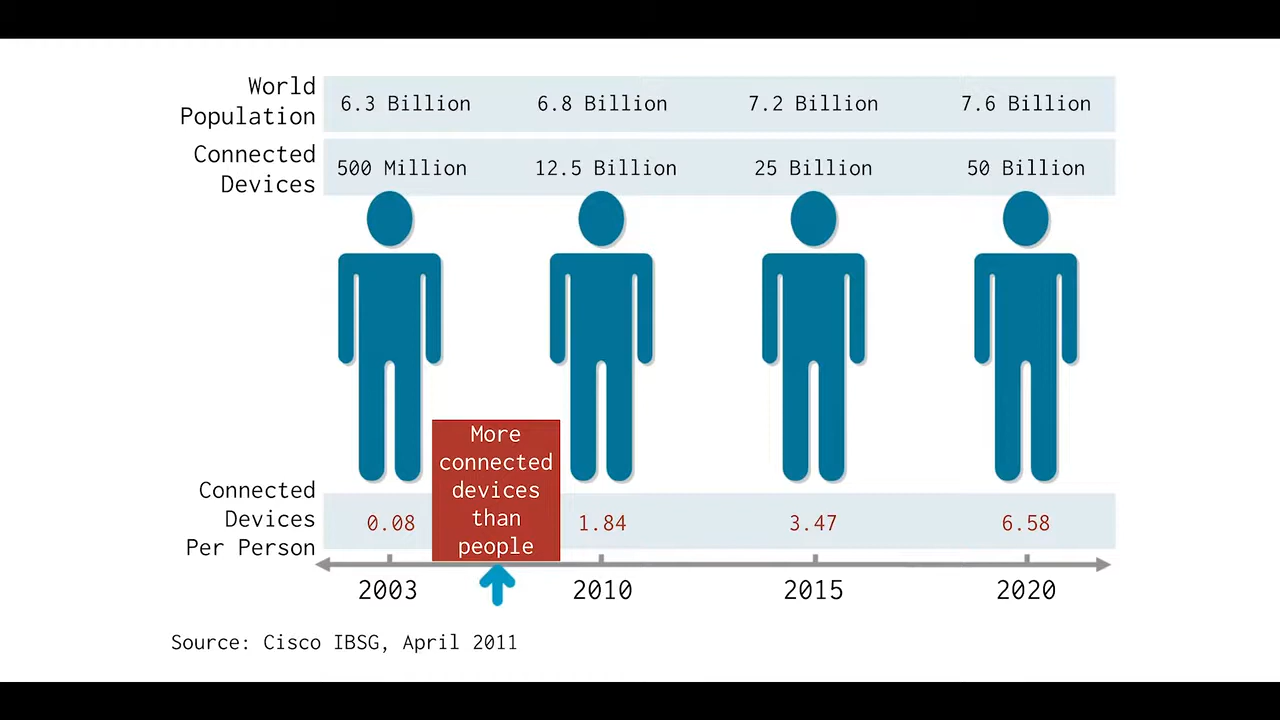 World
Population
6.3 Billion 6.8 Billion 7.2 Billion 7.6 Billion
Connected
Devices
500 Million 12.5 Billion 25 Billion 50 Billion
More
connected
devices
than
people
Connected
Devices
Per Person
0.08 1.84 3.47 6.58
2003 2010 2015 2020
Source: Cisco IBSG, April 2011